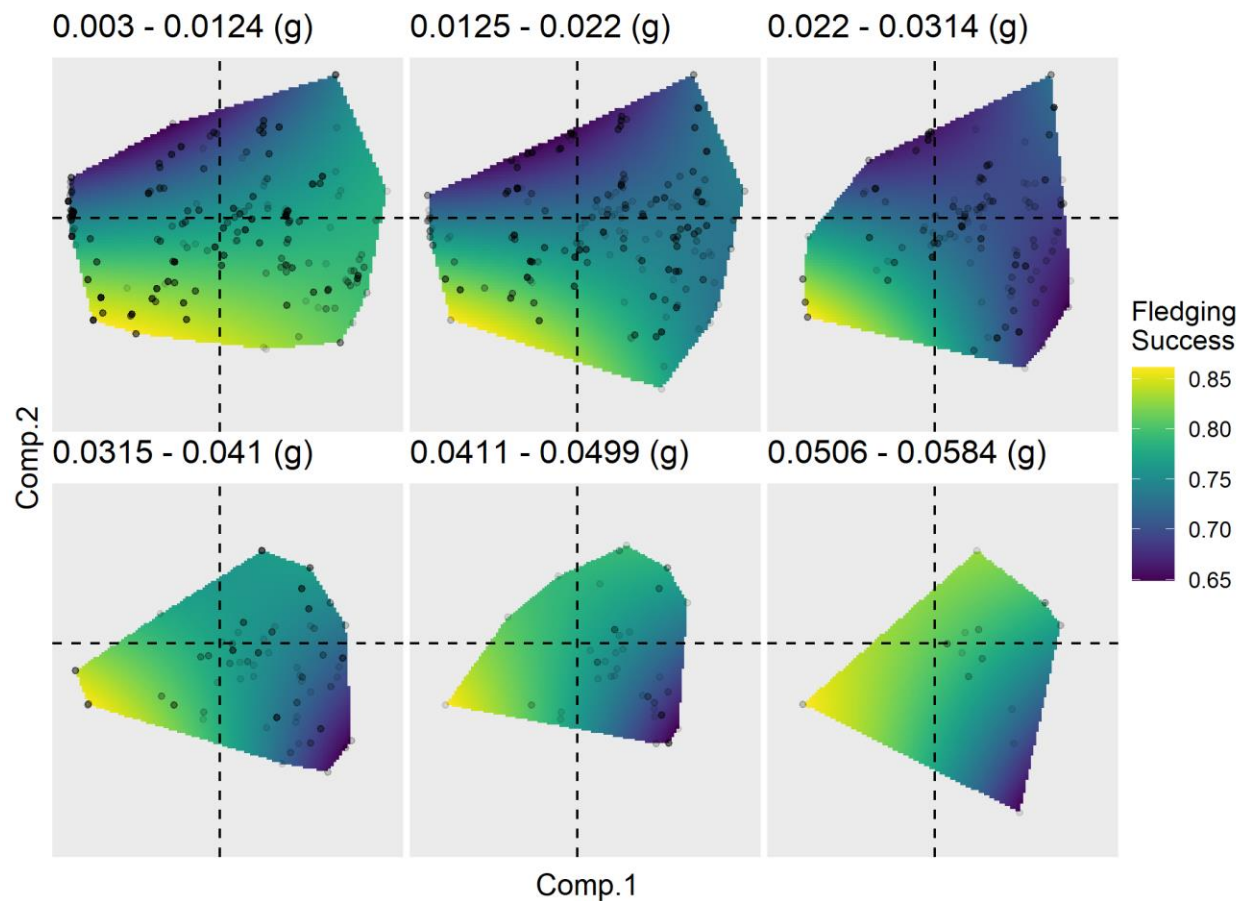 0.003 - 0.0124 (g)
0.0125 - 0.022 (g)
0.022 - 0.0314 (g)
Fledging
Success
0.85
0.80
0.75
0.70
0.65
Comp.2
0.0315 - 0.041 (g)
0.0411 - 0.0499 (g)
0.0506 - 0.0584 (g)
Comp.1